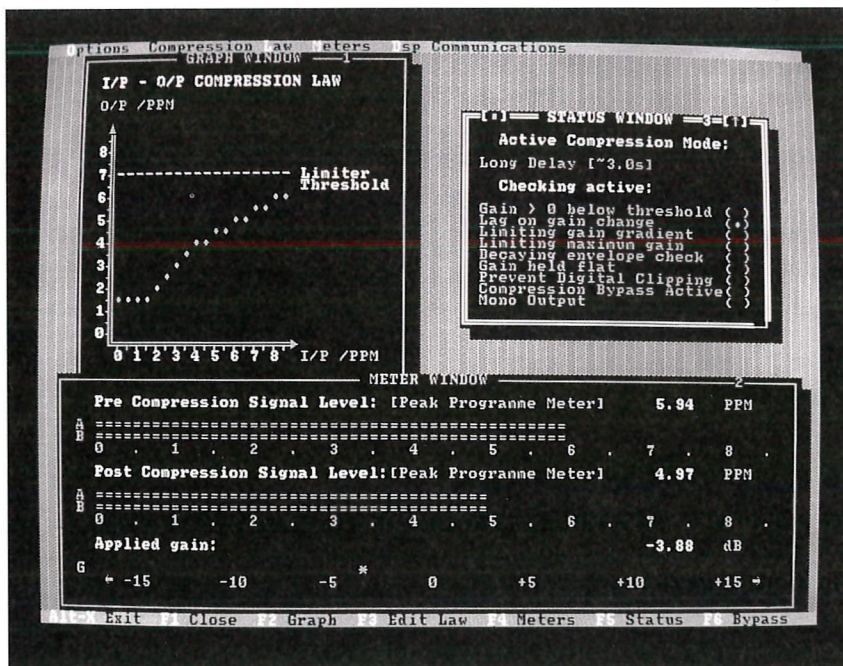 Options Compression Law Meters Dsp Communications
GRAPH WINDOW 1
I/P - O/P COMPRESSION LAW
O/P /PPM
8
7
6
5
4
3
2
1
0
Limiter
Threshold
0 1 2 3 4 5 6 7 8 I/P /PPM
[▪] STATUS WINDOW 3 [↑]
Active Compression Mode:
Long Delay [~3.0s]
Checking active:
Gain > 0 below threshold ( )
Lag on gain change (•)
Limiting gain gradient ( )
Limiting maximum gain ( )
Decaying envelope check ( )
Gain held flat ( )
Prevent Digital Clipping ( )
Compression Bypass Active( )
Mono Output ( )
METER WINDOW 2
Pre Compression Signal Level: [Peak Programme Meter] 5.94 PPM
A
B
0 . 1 . 2 . 3 . 4 . 5 . 6 . 7 . 8 .
Post Compression Signal Level:[Peak Programme Meter] 4.97 PPM
A
B
0 . 1 . 2 . 3 . 4 . 5 . 6 . 7 . 8 .
Applied gain: -3.88 dB
G *
← -15 -10 -5 0 +5 +10 +15 →
Alt-X Exit F1 Close F2 Graph F3 Edit Law F4 Meters F5 Status F6 Bypass